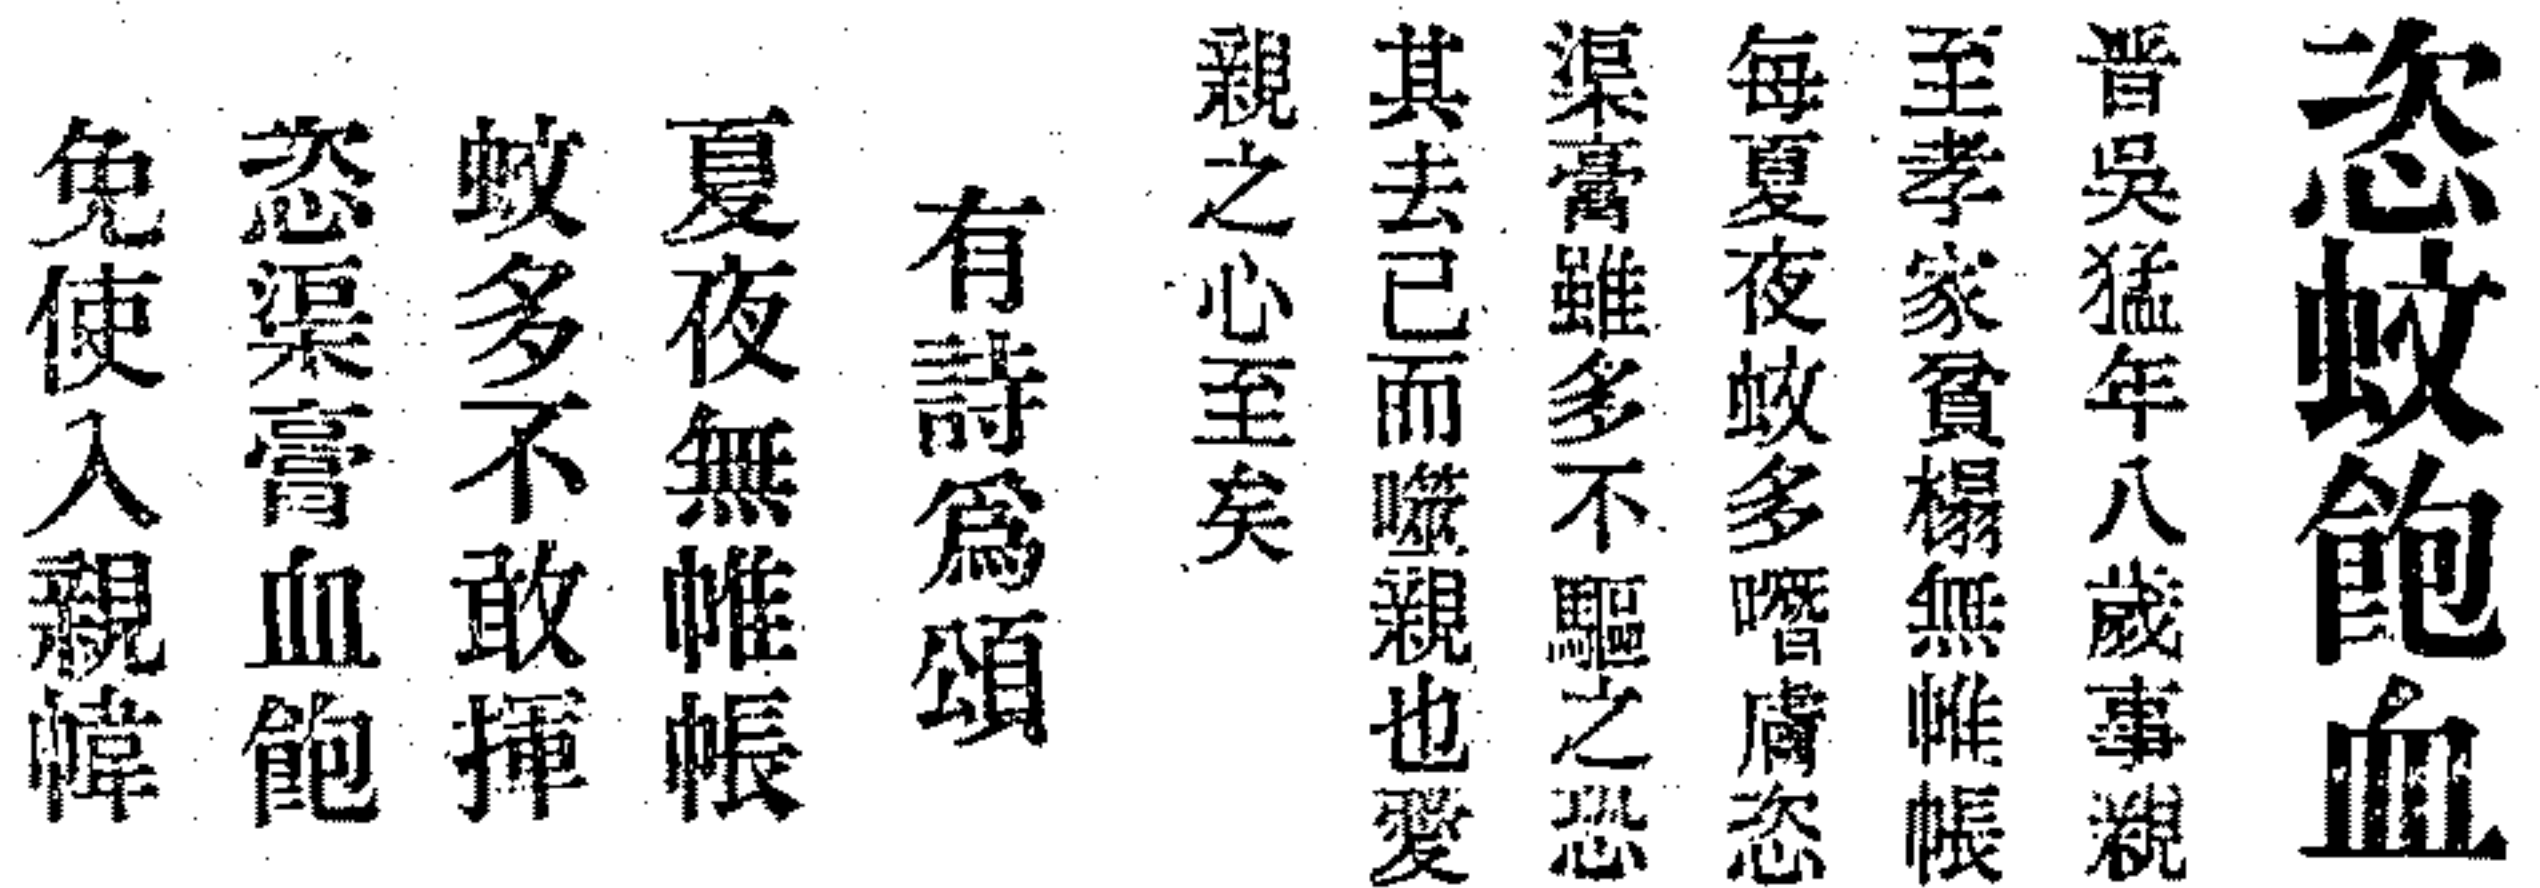 恣蚊飽血
晋吳猛年八歲事親
至孝家貧榻無帷帳
每夏夜蚊多噆膚恣
渠膏雖多不驅之恐
其去己而噬親也愛
親之心至矣
有詩爲頌
夏夜無帷帳
蚊多不敢揮
恣渠膏血飽
免使入親幃